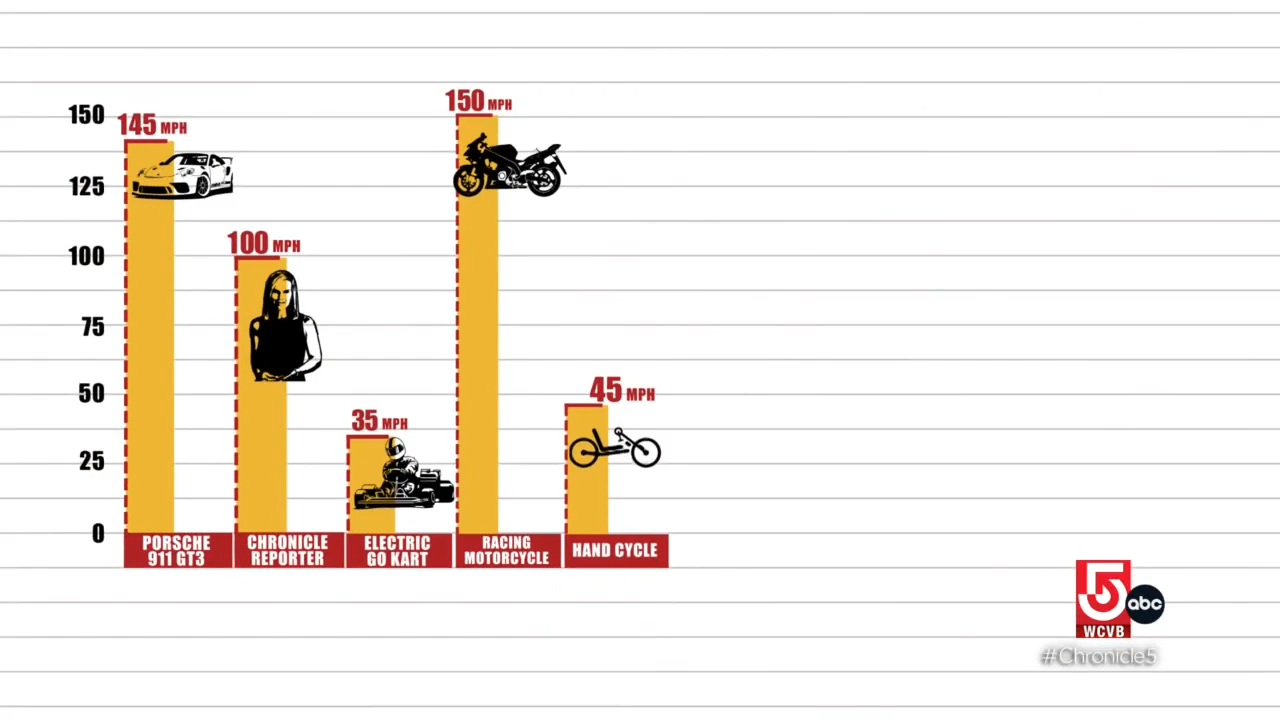 150
125
100
75
50
25
0
145 MPH
100 MPH
35 MPH
150 MPH
45 MPH
PORSCHE
911 GT3
CHRONICLE
REPORTER
ELECTRIC
GO KART
RACING
MOTORCYCLE
HAND CYCLE
5
abc
WCVB
#Chronicle5